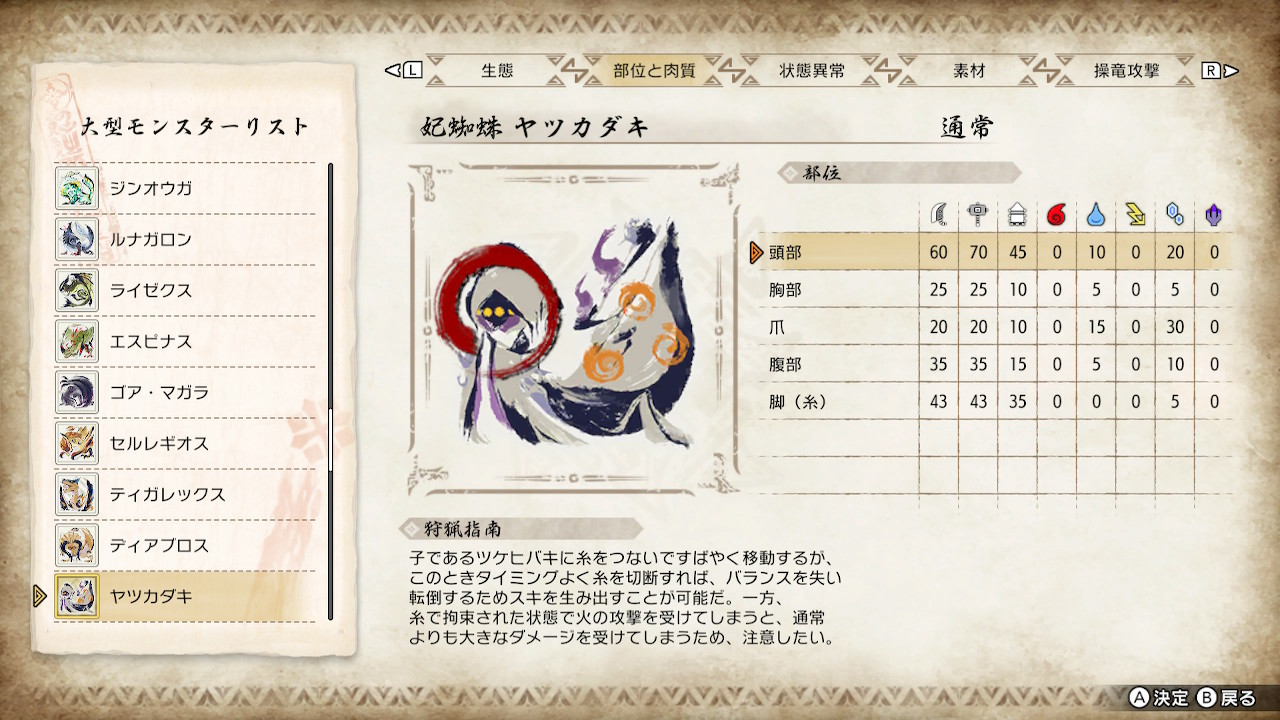 L 生態 部位と肉質 状態異常 素材 操竜攻撃 R
大型モンスターリスト
ジンオウガ
ルナガロン
ライゼクス
エスピナス
ゴア・マガラ
セルレギオス
ティガレックス
ディアブロス
ヤツカダキ
妃蜘蛛 ヤツカダキ 通常
部位
頭部 60 70 45 0 10 0 20 0
胸部 25 25 10 0 5 0 5 0
爪 20 20 10 0 15 0 30 0
腹部 35 35 15 0 5 0 10 0
脚（糸） 43 43 35 0 0 0 5 0
狩猟指南
子であるツケヒバキに糸をつないですばやく移動するが、
このときタイミングよく糸を切断すれば、バランスを失い
転倒するためスキを生み出すことが可能だ。一方、
糸で拘束された状態で火の攻撃を受けてしまうと、通常
よりも大きなダメージを受けてしまうため、注意したい。
A 決定 B 戻る